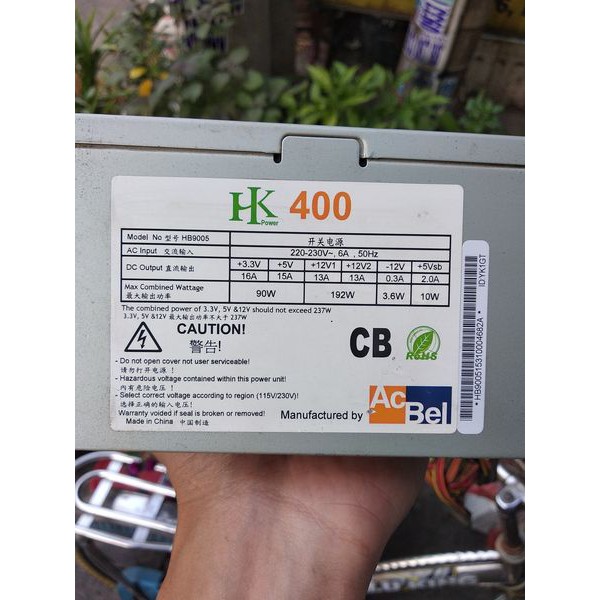 HK Power 400
Model No 型号 HB9005 开关电源
AC Input 交流输入 220-230V~, 6A , 50Hz
DC Output 直流输出 +3.3V +5V +12V1 +12V2 -12V +5Vsb
16A 15A 13A 13A 0.3A 2.0A
Max Combined Wattage
最大输出功率 90W 192W 3.6W 10W
The combined power of 3.3V, 5V &12V should not exceed 237W
3.3V, 5V &12V 最大输出功率不大于237W
CAUTION!
警告!
- Do not open cover not user serviceable!
请勿打开电源 !
- Hazardous voltage contained within this power unit!
内有危险电压 !
- Select correct voltage according to region (115V/230V)!
选择正确的输入电压!
Warranty voided if seal is broken or removed!
Made in China 中国制造
CB
RoHS
Manufactured by AcBel
* HB900515310004682A *
IDYK1GT